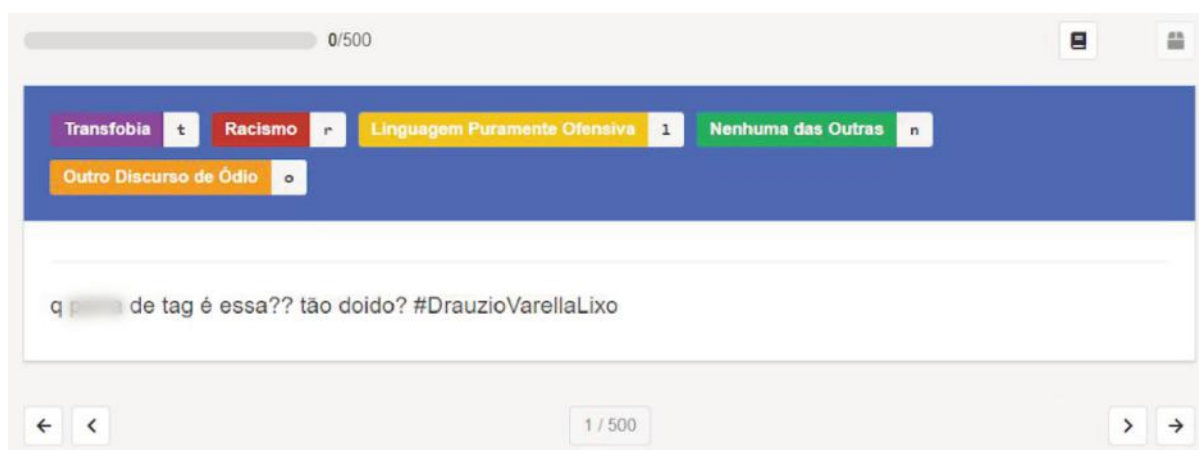 0/500
Transfobia t Racismo r Linguagem Puramente Ofensiva l Nenhuma das Outras n
Outro Discurso de Ódio o
q de tag é essa?? tão doido? #DrauzioVarellaLixo
1 / 500